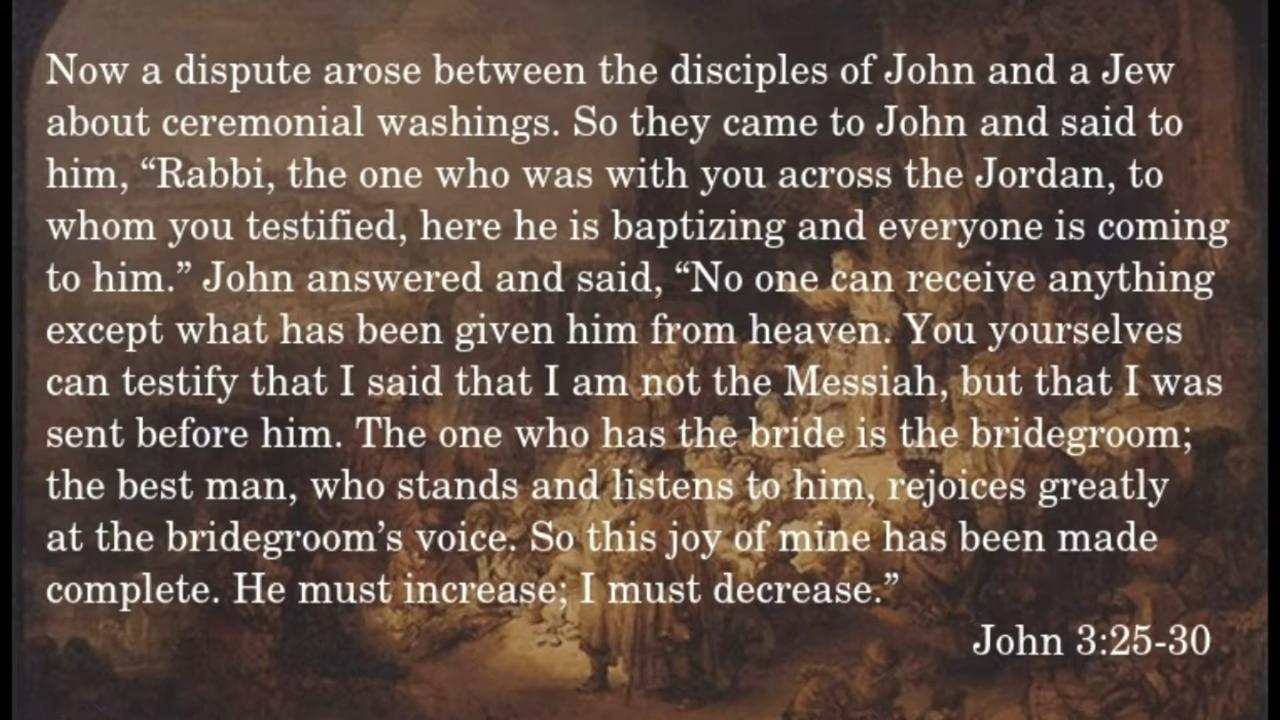 Now a dispute arose between the disciples of John and a Jew
about ceremonial washings. So they came to John and said to
him, “Rabbi, the one who was with you across the Jordan, to
whom you testified, here he is baptizing and everyone is coming
to him.” John answered and said, “No one can receive anything
except what has been given him from heaven. You yourselves
can testify that I said that I am not the Messiah, but that I was
sent before him. The one who has the bride is the bridegroom;
the best man, who stands and listens to him, rejoices greatly
at the bridegroom’s voice. So this joy of mine has been made
complete. He must increase; I must decrease.”
John 3:25-30